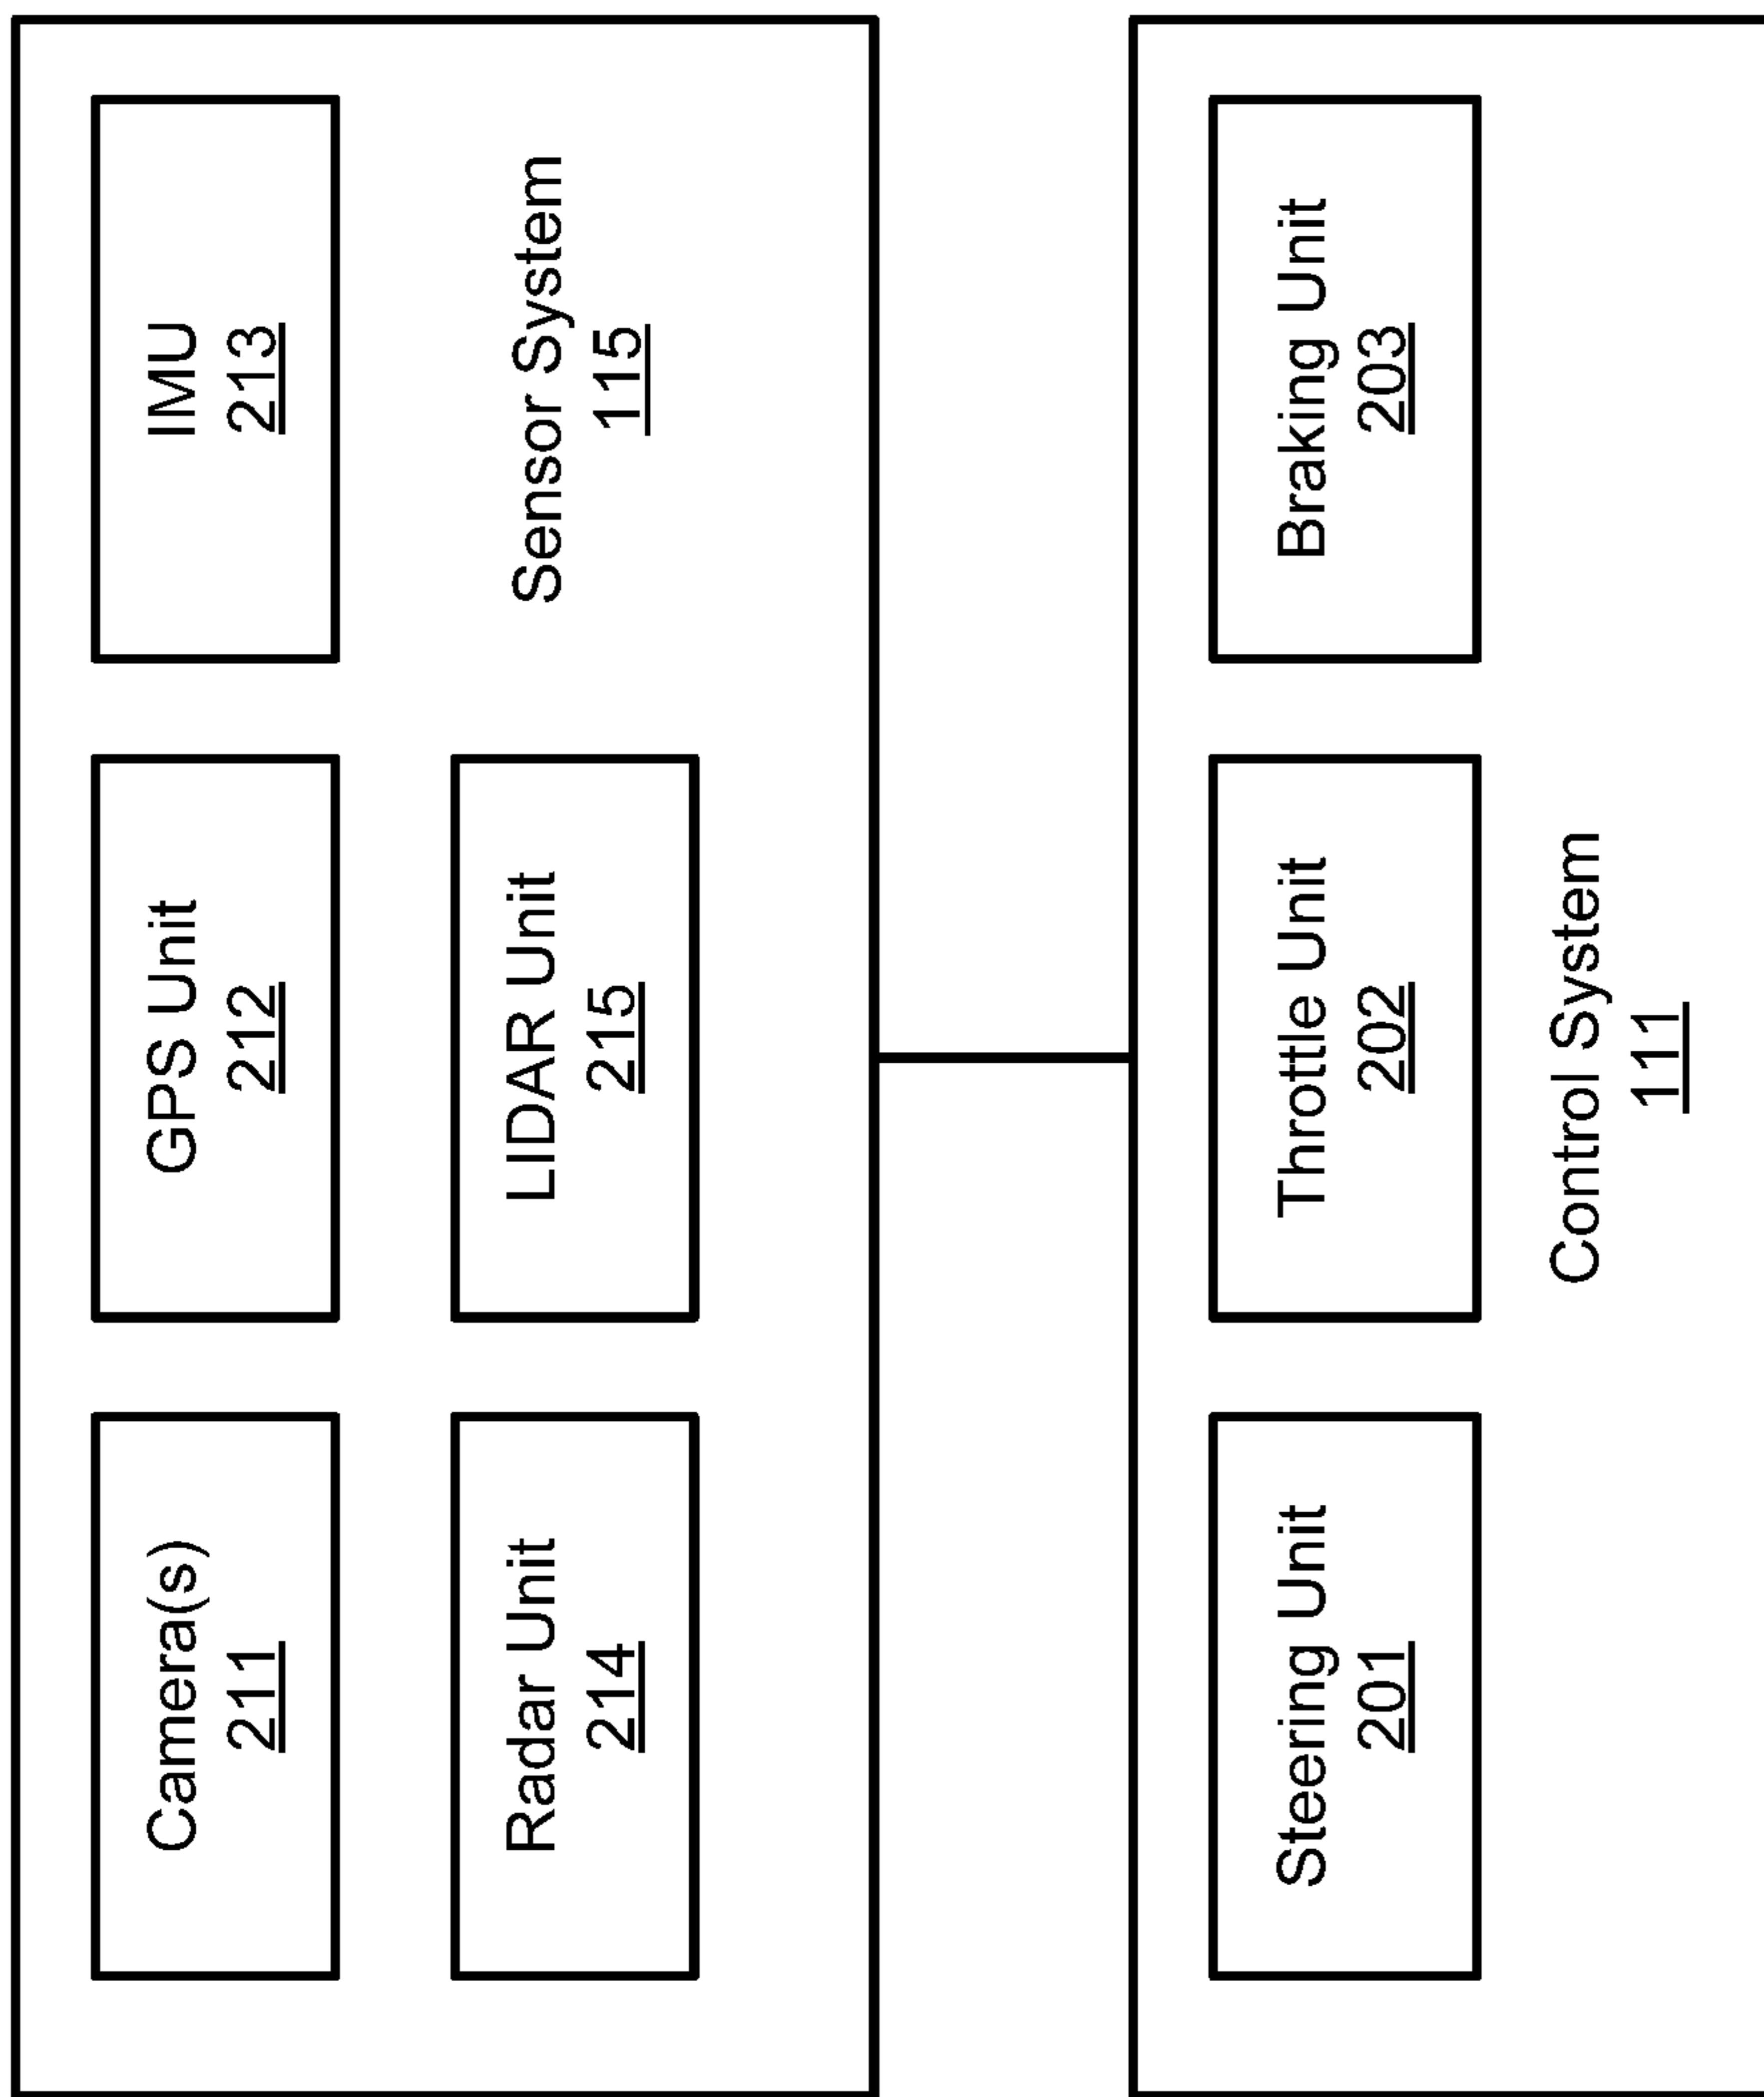 Camera(s)
211
GPS Unit
212
IMU
213
Radar Unit
214
LIDAR Unit
215
Sensor System
115
Steering Unit
201
Throttle Unit
202
Braking Unit
203
Control System
111